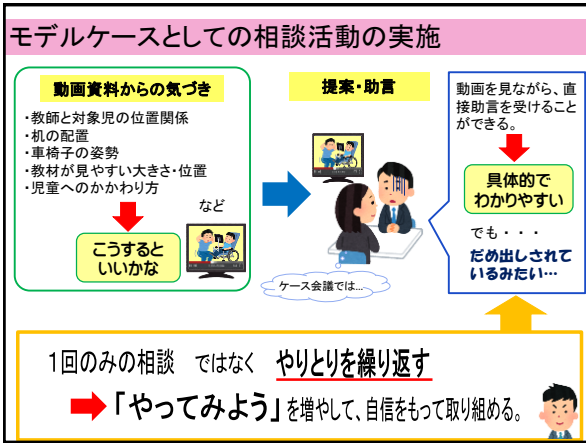 モデルケースとしての相談活動の実施
動画資料からの気づき
・教師と対象児の位置関係
・机の配置
・車椅子の姿勢
・教材が見やすい大きさ・位置
・児童へのかかわり方
など
こうすると
いいかな
提案・助言
ケース会議では…
動画を見ながら、直
接助言を受けること
ができる。
具体的で
わかりやすい
でも・・・
だめ出しされて
いるみたい…
1回のみの相談　ではなく　やりとりを繰り返す
「やってみよう」を増やして、自信をもって取り組める。